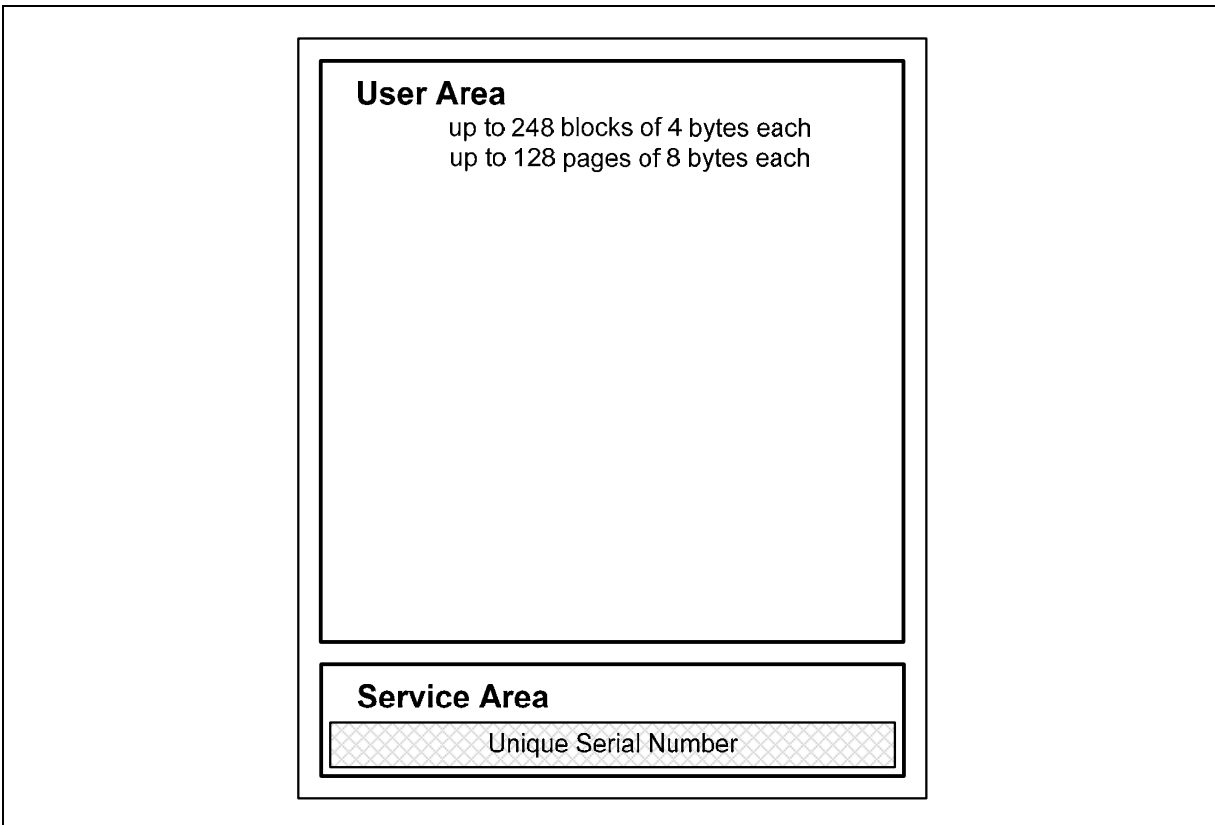 User Area
up to 248 blocks of 4 bytes each
up to 128 pages of 8 bytes each
Service Area
Unique Serial Number